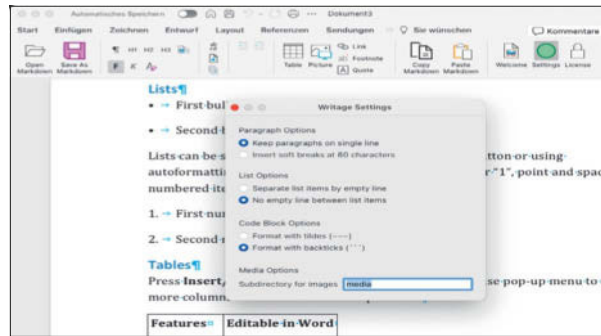 Automatisches Speichern Dokument3
Start Einfügen Zeichnen Entwurf Layout Referenzen Sendungen Sie wünschen Kommentare
H1 H2 H3
F K
Open Markdown
Save As Markdown
Table
Picture
Link
Footnote
Quote
Copy Markdown
Paste Markdown
Welcome
Settings
License
Lists¶
• → First·bul
• → Second·b
Lists·can·be·s
tton·or·using·
autoformattin
r·"1",·point·and·spac
numbered·ite
1. → First·nu
2. → Second·n
Tables¶
Press·Insert,
se·pop-up·menu·to·
more·column
Features¤ Editable·in·Word
Writage Settings
Paragraph Options
Keep paragraphs on single line
Insert soft breaks at 80 characters
List Options
Separate list items by empty line
No empty line between list items
Code Block Options
Format with tildes (~~~)
Format with backticks (```)
Media Options
Subdirectory for images media